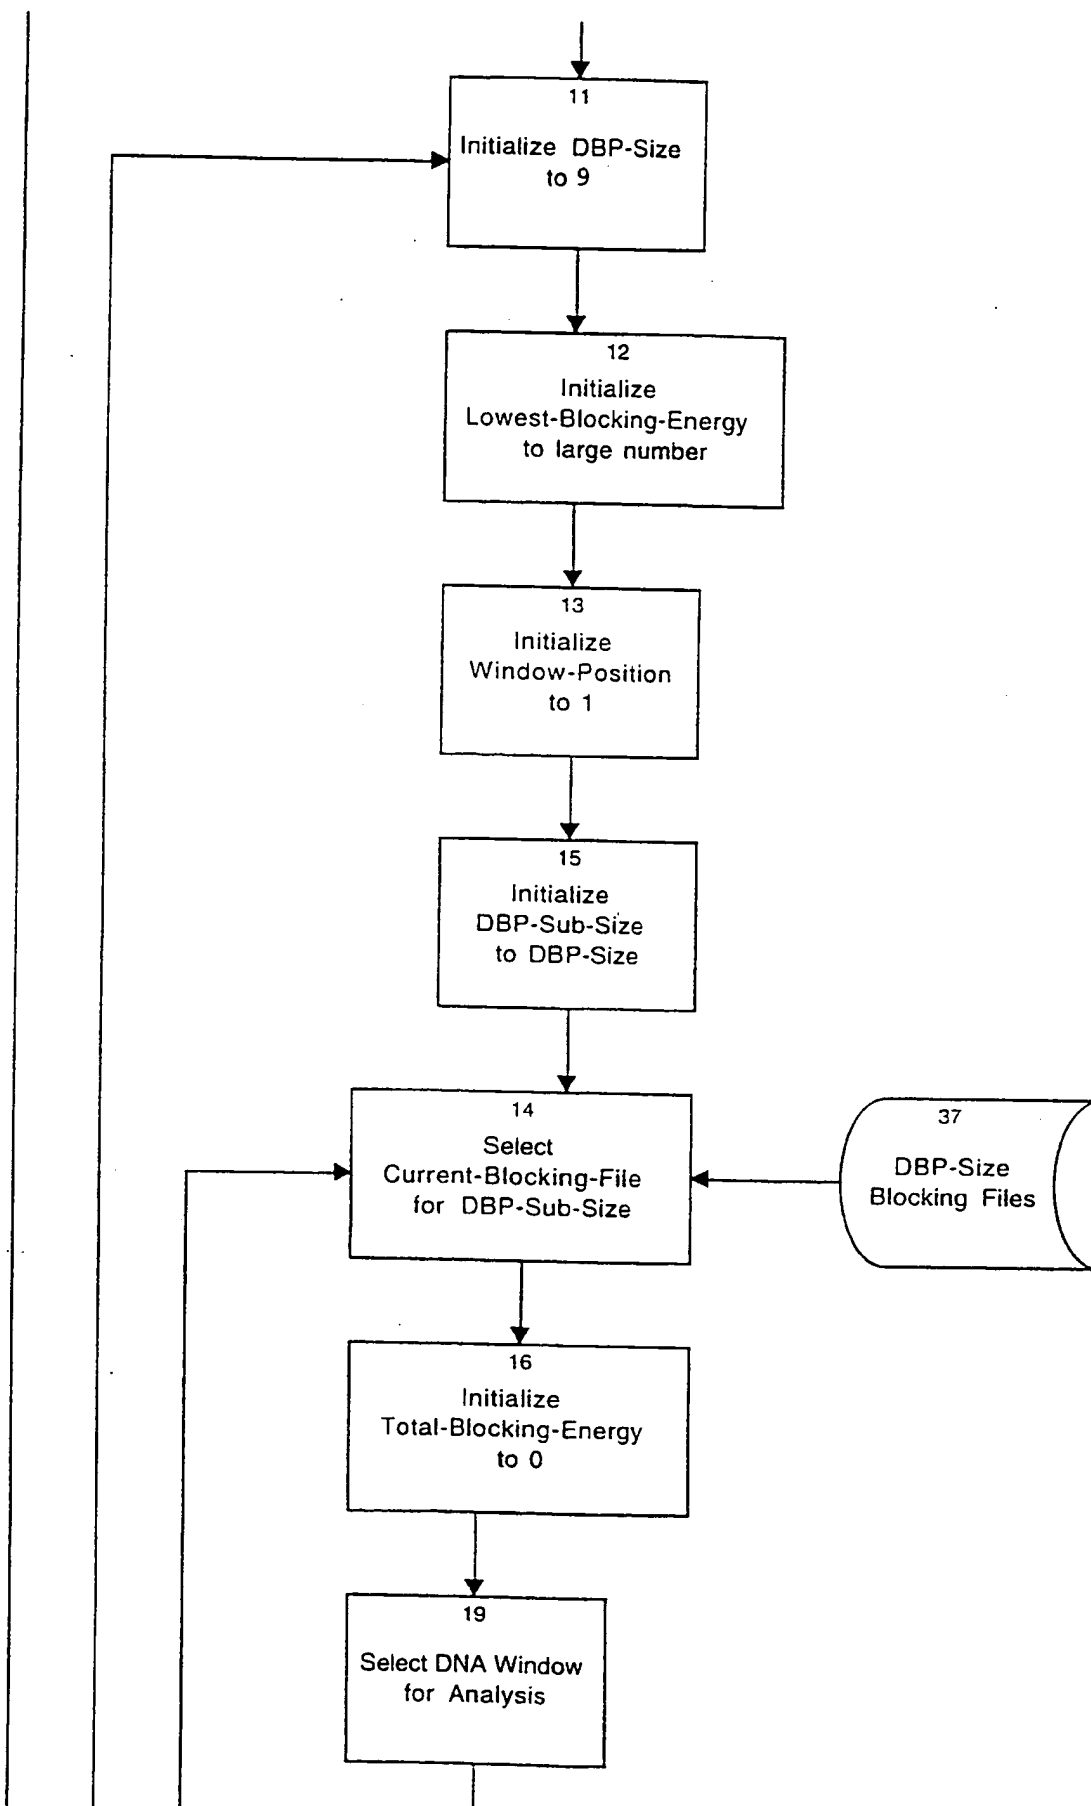 11
Initialize DBP-Size
to 9
12
Initialize
Lowest-Blocking-Energy
to large number
13
Initialize
Window-Position
to 1
15
Initialize
DBP-Sub-Size
to DBP-Size
14
Select
Current-Blocking-File
for DBP-Sub-Size
37
DBP-Size
Blocking Files
16
Initialize
Total-Blocking-Energy
to 0
19
Select DNA Window
for Analysis